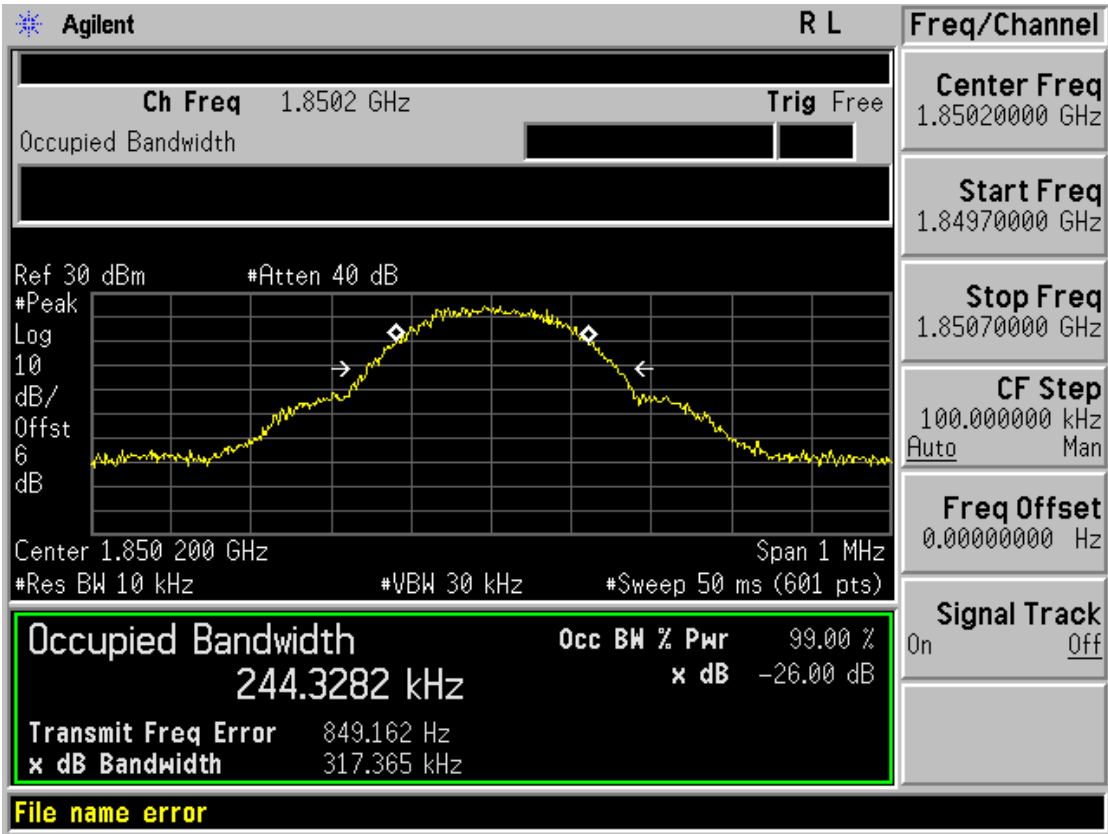 Agilent R L
Ch Freq 1.8502 GHz Trig Free
Occupied Bandwidth
Ref 30 dBm #Atten 40 dB
#Peak
Log
10
dB/
Offst
6
dB
Center 1.850 200 GHz Span 1 MHz
#Res BW 10 kHz #VBW 30 kHz #Sweep 50 ms (601 pts)
Occupied Bandwidth
244.3282 kHz
Occ BW % Pwr 99.00 %
x dB -26.00 dB
Transmit Freq Error 849.162 Hz
x dB Bandwidth 317.365 kHz
File name error
Freq/Channel
Center Freq
1.85020000 GHz
Start Freq
1.84970000 GHz
Stop Freq
1.85070000 GHz
CF Step
100.000000 kHz
Auto Man
Freq Offset
0.00000000 Hz
Signal Track
On Off